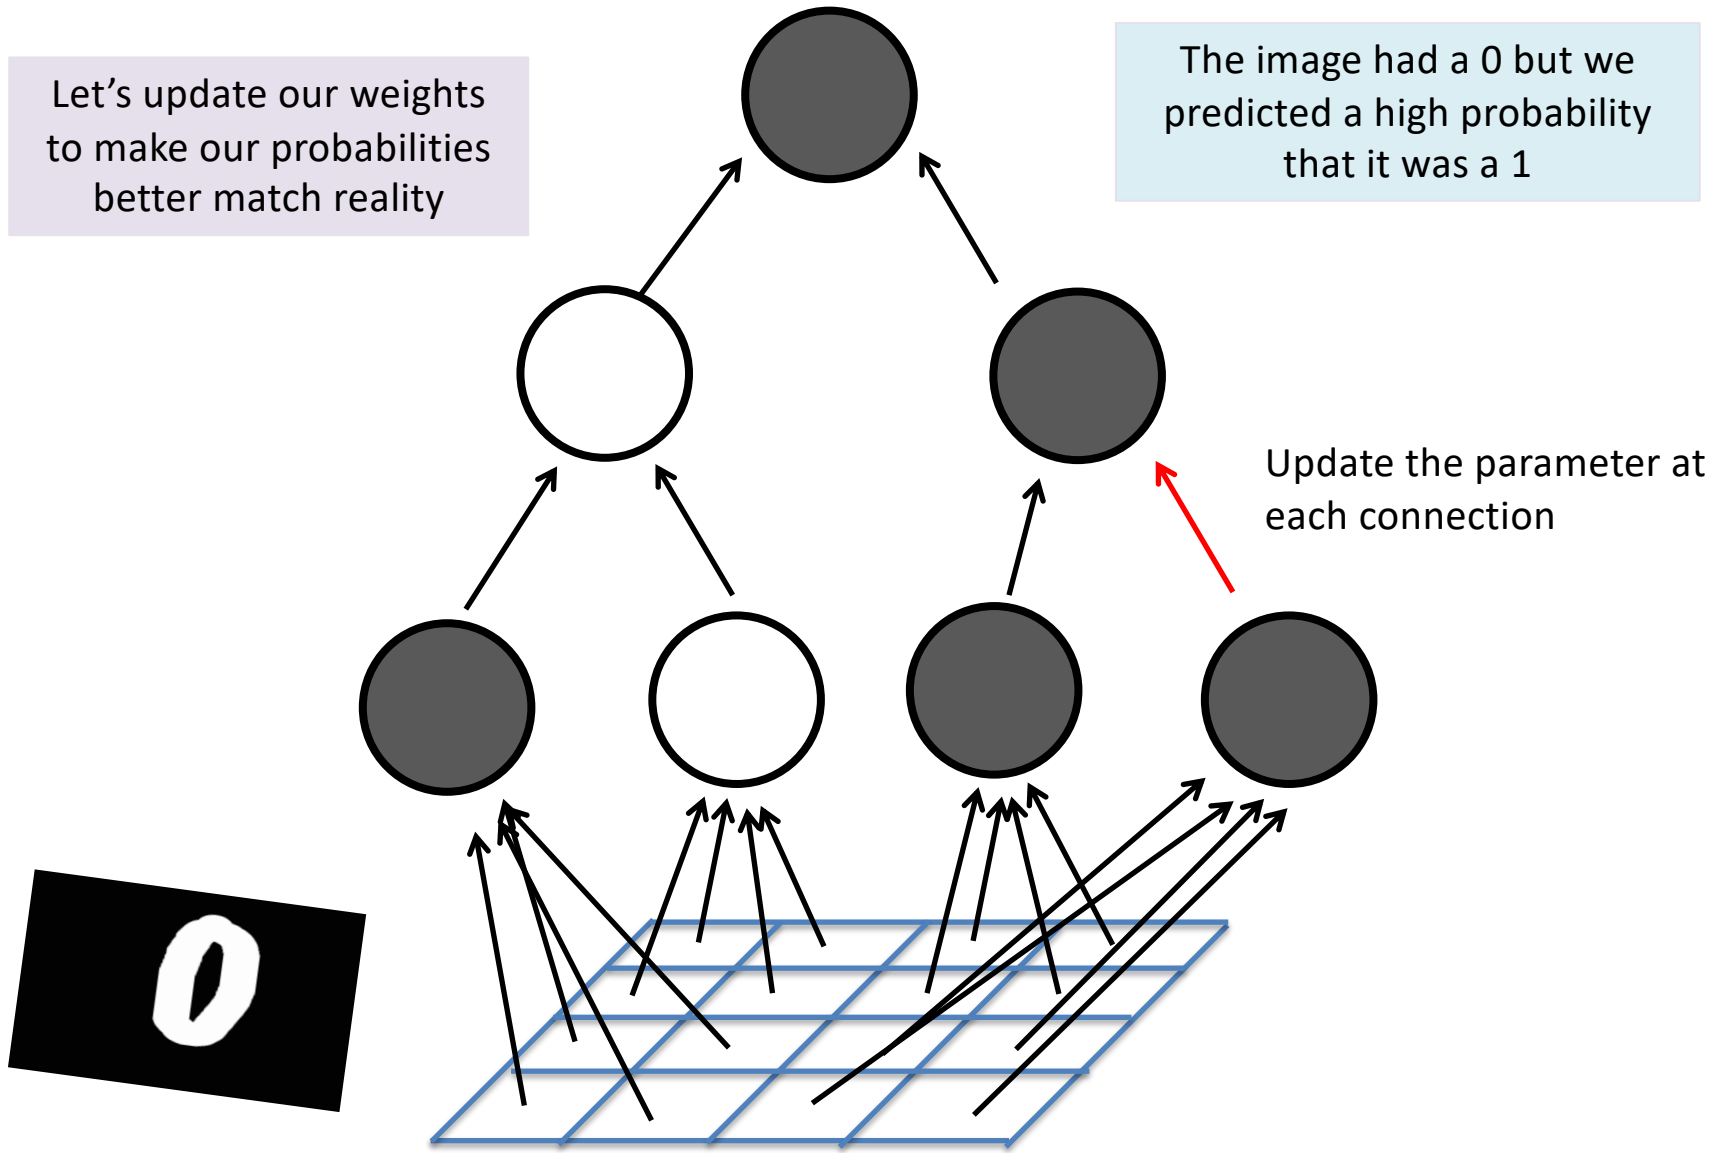 Let’s update our weights
to make our probabilities
better match reality
The image had a 0 but we
predicted a high probability
that it was a 1
Update the parameter at
each connection
0